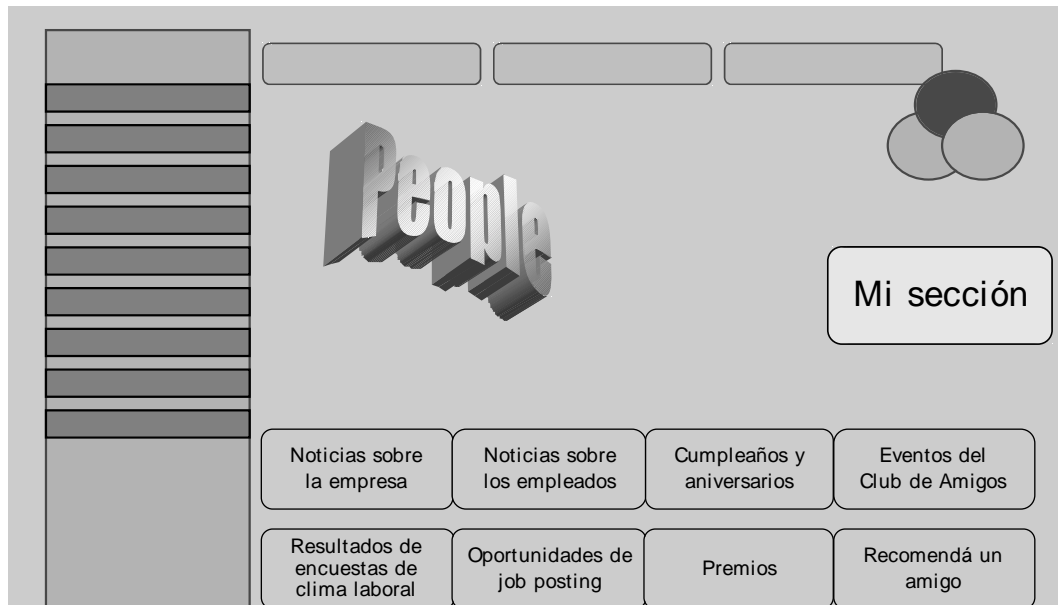 People
Mi sección
Noticias sobre
la empresa
Noticias sobre
los empleados
Cumpleaños y
aniversarios
Eventos del
Club de Amigos
Resultados de
encuestas de
clima laboral
Oportunidades de
job posting
Premios
Recomendá un
amigo